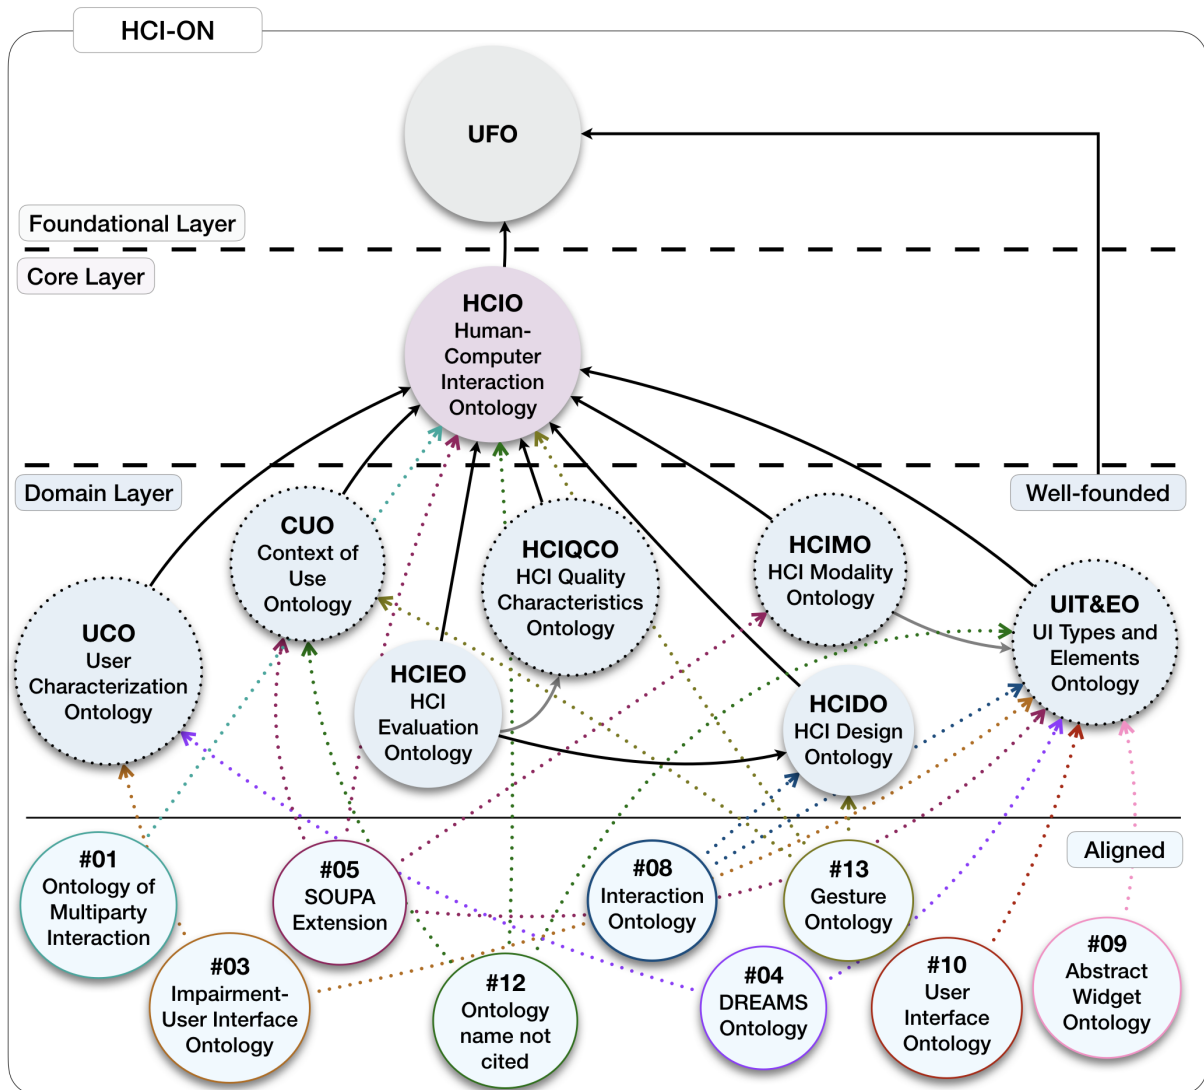 HCI-ON
UFO
Foundational Layer
Core Layer
HCIO
Human-
Computer
Interaction
Ontology
Domain Layer
Well-founded
CUO
Context of
Use
Ontology
HCIQCO
HCI Quality
Characteristics
Ontology
HCIMO
HCI Modality
Ontology
UIT&EO
UI Types and
Elements
Ontology
UCO
User
Characterization
Ontology
HCIEO
HCI
Evaluation
Ontology
HCIDO
HCI Design
Ontology
Aligned
#01
Ontology of
Multiparty
Interaction
#05
SOUPA
Extension
#08
Interaction
Ontology
#13
Gesture
Ontology
#03
Impairment-
User Interface
Ontology
#12
Ontology
name not
cited
#04
DREAMS
Ontology
#10
User
Interface
Ontology
#09
Abstract
Widget
Ontology